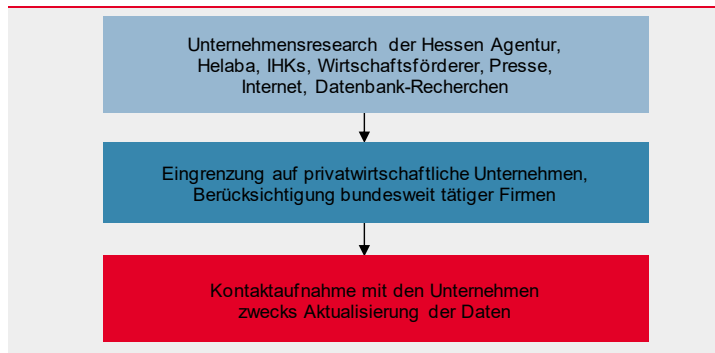 Unternehmensresearch der Hessen Agentur,
Helaba, IHKs, Wirtschaftsförderer, Presse,
Internet, Datenbank-Recherchen
Eingrenzung auf privatwirtschaftliche Unternehmen,
Berücksichtigung bundesweit tätiger Firmen
Kontaktaufnahme mit den Unternehmen
zwecks Aktualisierung der Daten